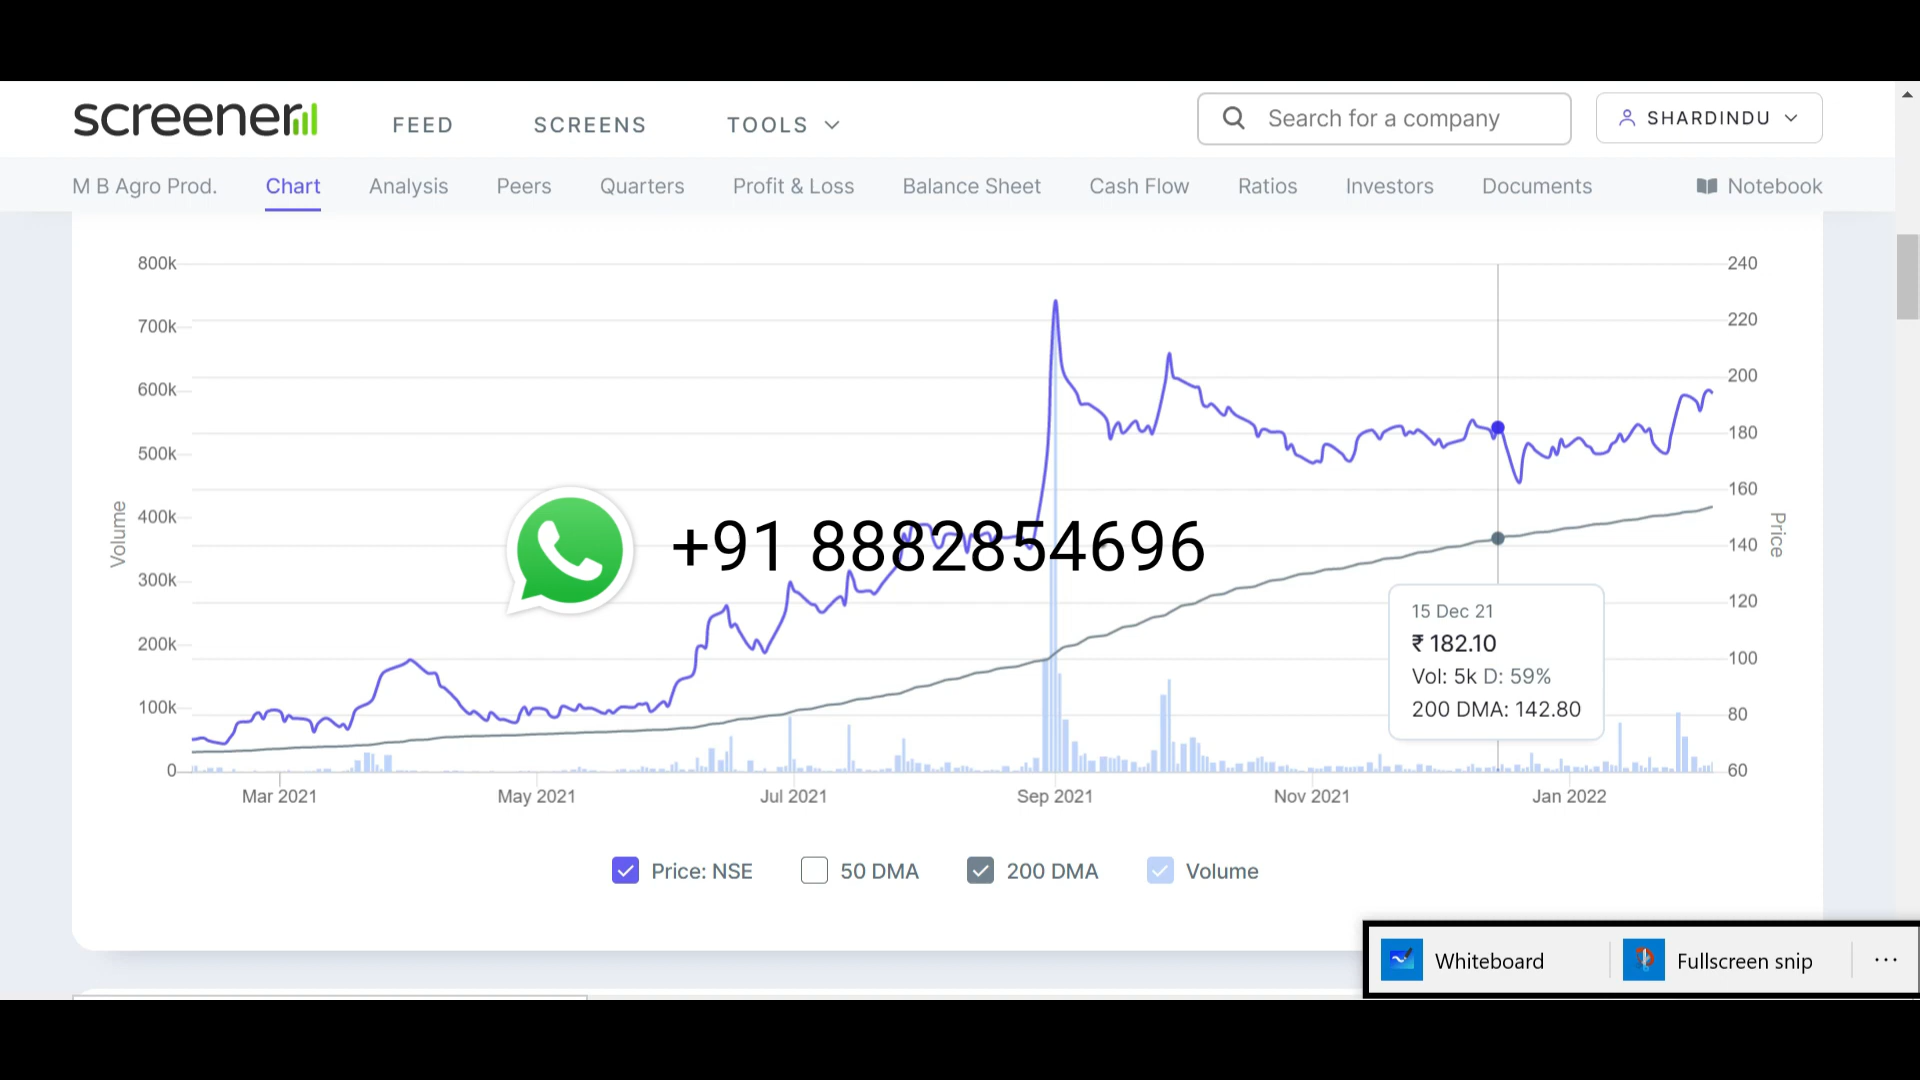 screener
FEED SCREENS TOOLS
Search for a company
SHARDINDU
M B Agro Prod. Chart Analysis Peers Quarters Profit & Loss Balance Sheet Cash Flow Ratios Investors Documents Notebook
800k 240
700k 220
600k 200
500k 180
160
400k 140
300k 120
200k 100
100k 80
0 60
Volume
Price
+91 8882854696
15 Dec 21
₹ 182.10
Vol: 5k D: 59%
200 DMA: 142.80
Mar 2021 May 2021 Jul 2021 Sep 2021 Nov 2021 Jan 2022
Price: NSE 50 DMA 200 DMA Volume
Whiteboard Fullscreen snip ...